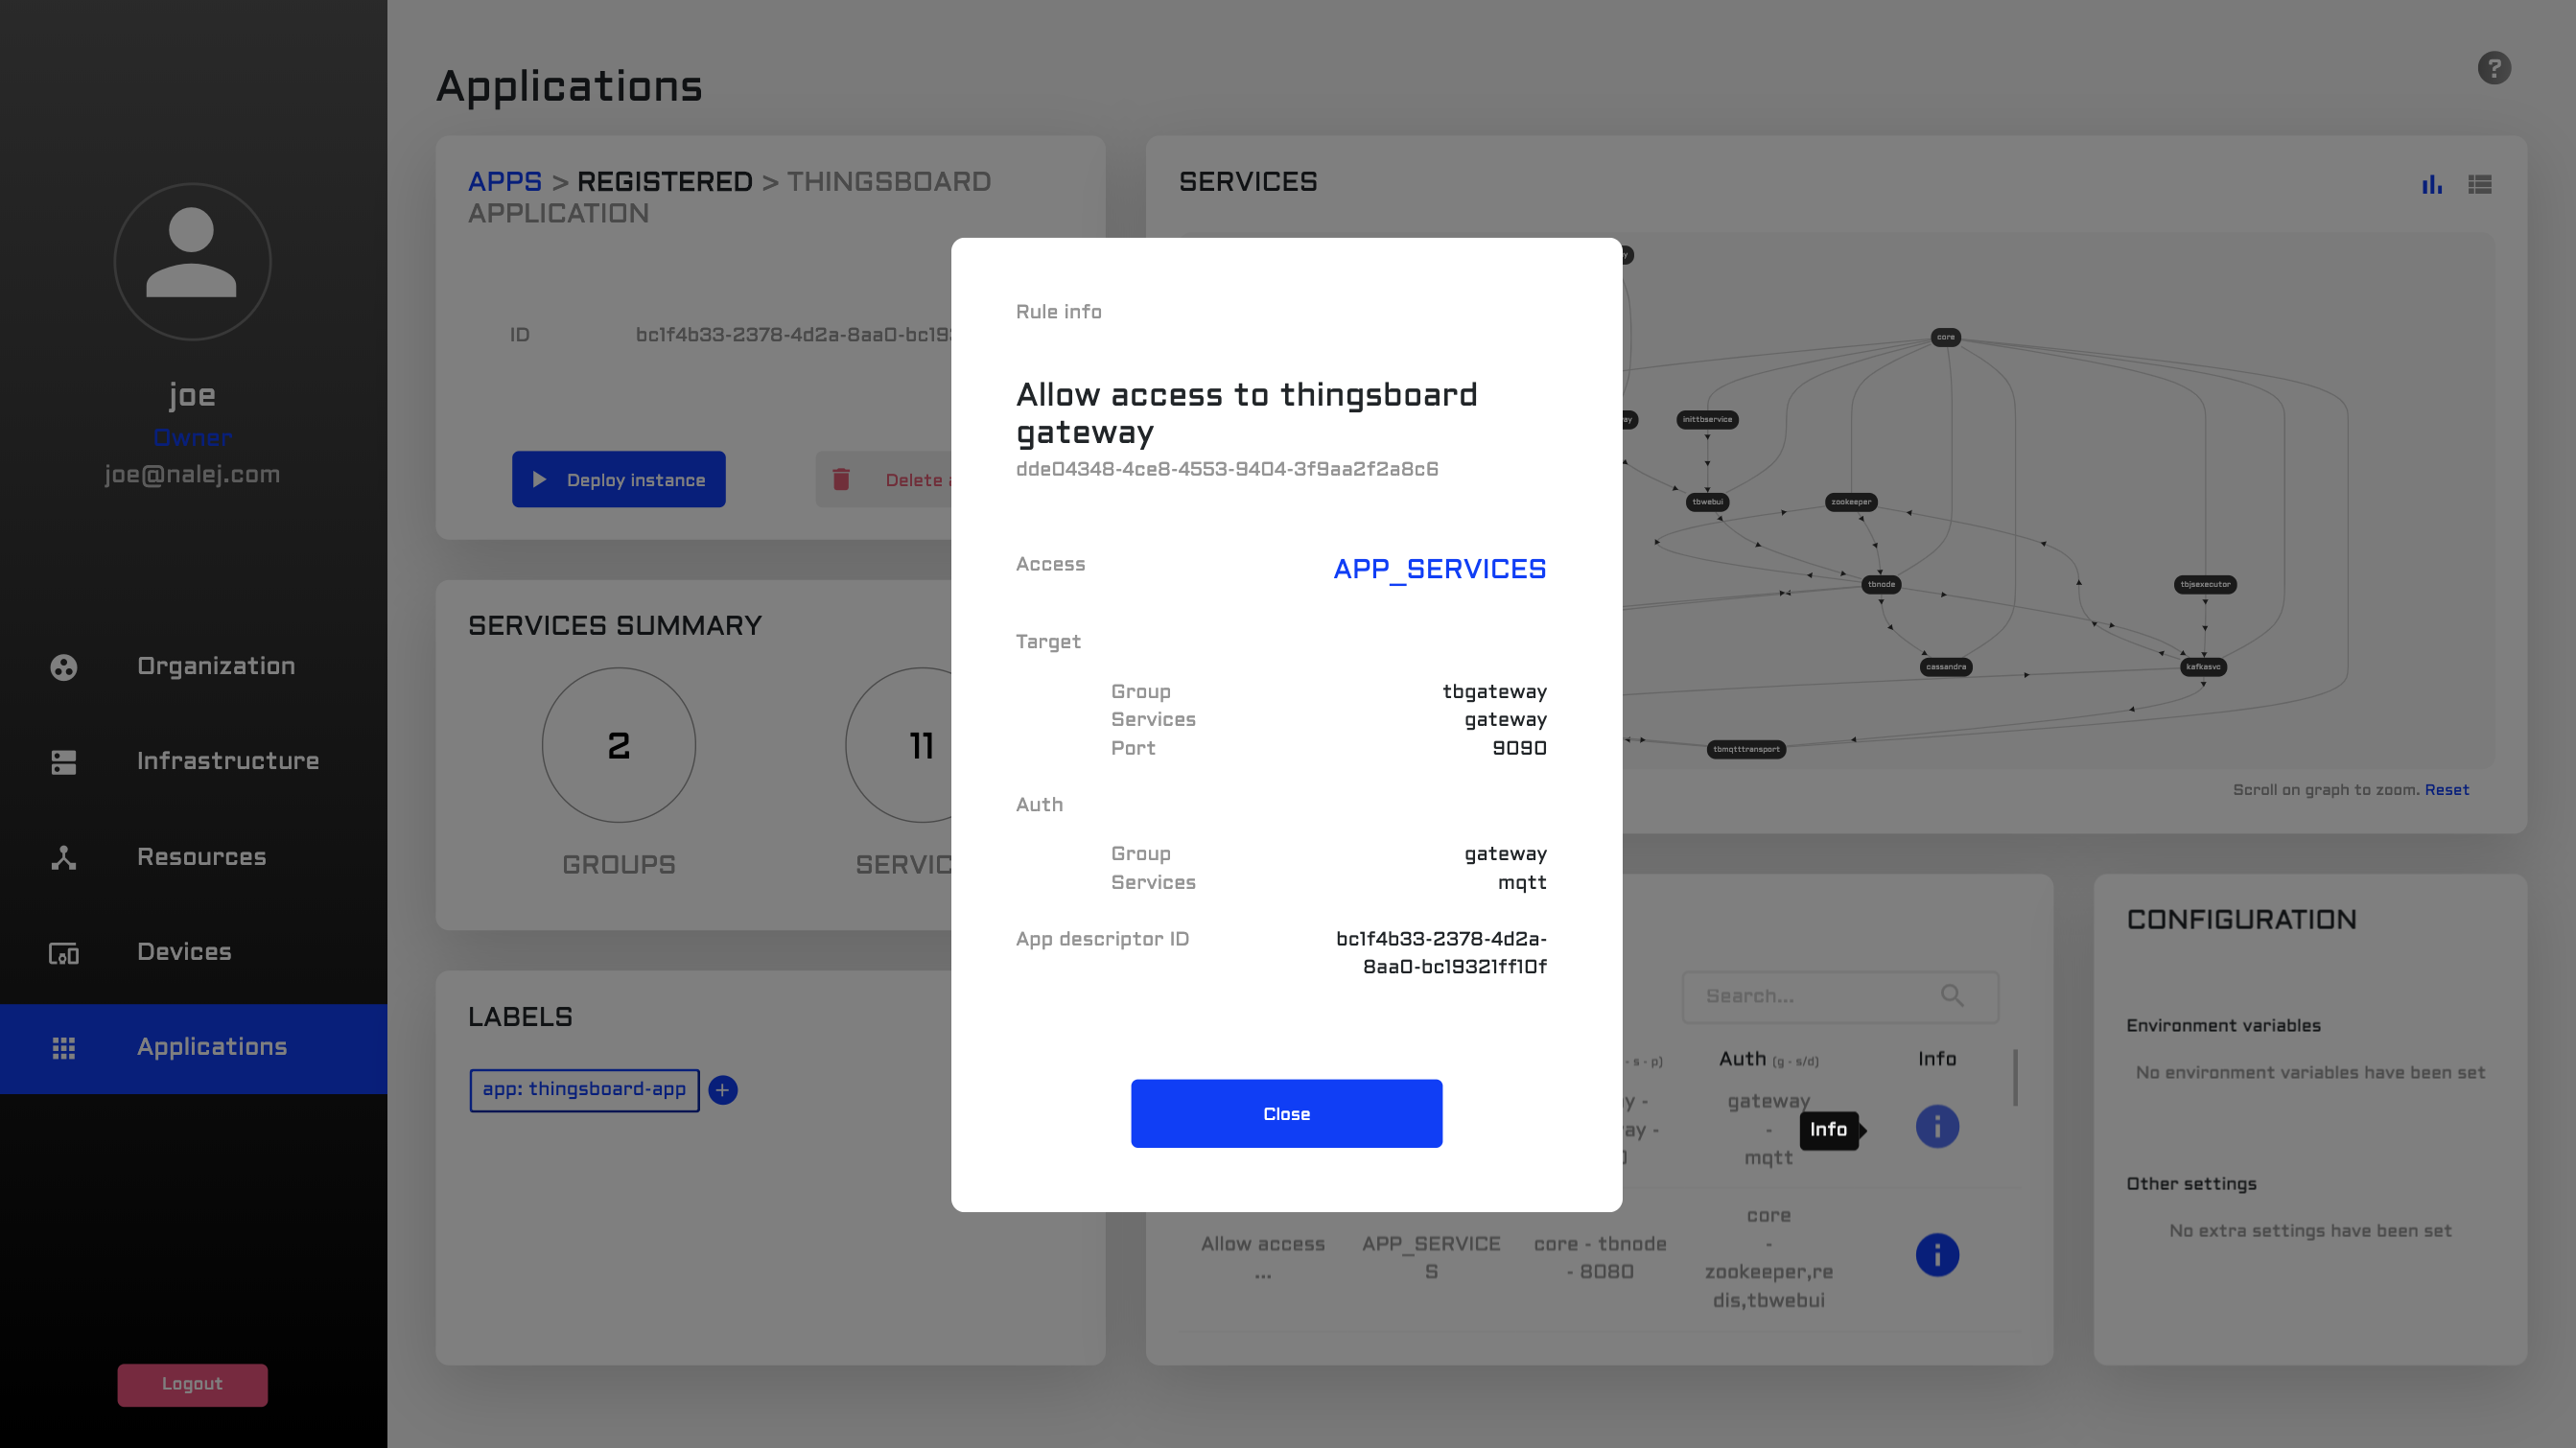 joe
Owner
joe@nalej.com
Organization
Infrastructure
Resources
Devices
Applications
Logout
Applications
?
APPS > REGISTERED > THINGSBOARD
APPLICATION
ID
bc1f4b33-2378-4d2a-8aa0-bc193
Deploy instance
Delete
SERVICES SUMMARY
2
11
GROUPS
SERVIC
LABELS
app: thingsboard-app
SERVICES
core
inittbservice
tbwebui
zookeeper
tbnode
tbjsexecutor
cassandra
kafkasvc
tbmqtttransport
Scroll on graph to zoom. Reset
Rule info
Allow access to thingsboard
gateway
dde04348-4ce8-4553-9404-3f9aa2f2a8c6
Access
APP_SERVICES
Target
Group
tbgateway
Services
gateway
Port
9090
Auth
Group
gateway
Services
mqtt
App descriptor ID
bc1f4b33-2378-4d2a-
8aa0-bc19321ff10f
Close
Search...
- s - p)
Auth (g - s/d)
Info
y -
ay -
gateway
-
mqtt
Info
Allow access
...
APP_SERVICE
S
core - tbnode
- 8080
core
-
zookeeper,re
dis,tbwebui
CONFIGURATION
Environment variables
No environment variables have been set
Other settings
No extra settings have been set